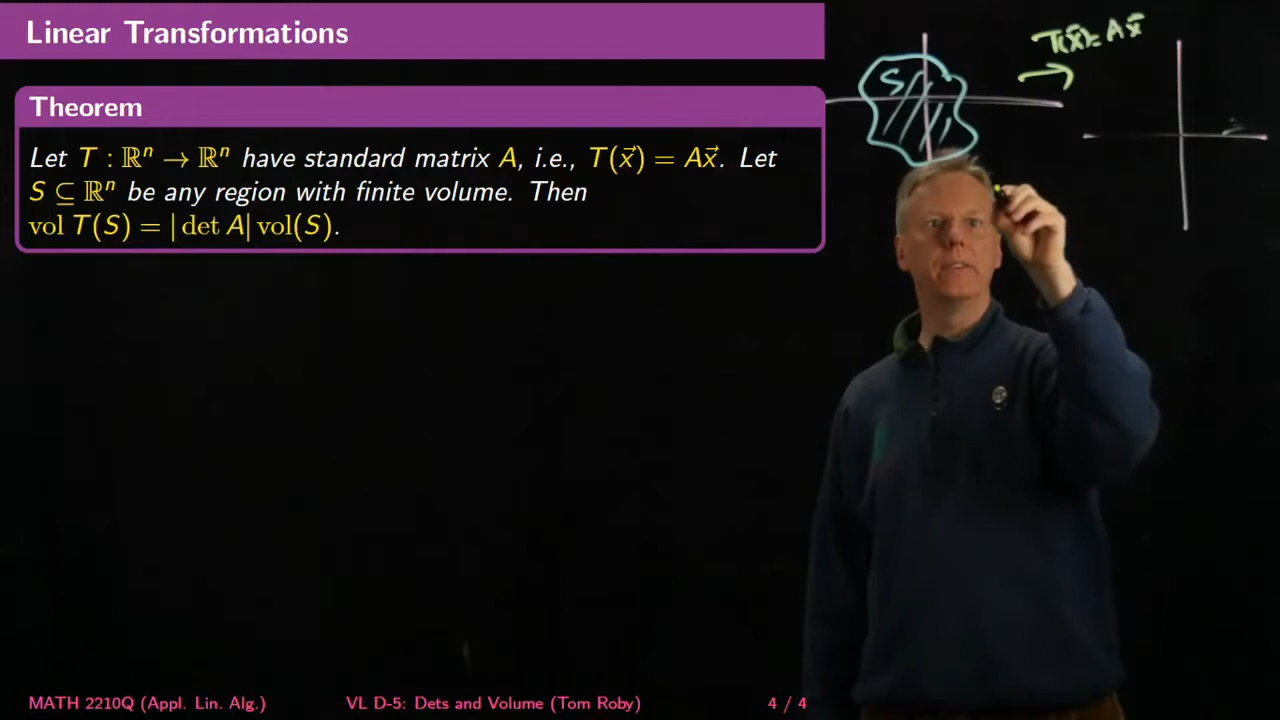 Linear Transformations
Theorem
Let T : ℝⁿ → ℝⁿ have standard matrix A, i.e., T(x⃗) = Ax⃗. Let
S ⊆ ℝⁿ be any region with finite volume. Then
vol T(S) = | det A| vol(S).
S
T(x⃗)= Ax⃗
MATH 2210Q (Appl. Lin. Alg.)
VL D-5: Dets and Volume (Tom Roby)
4 / 4